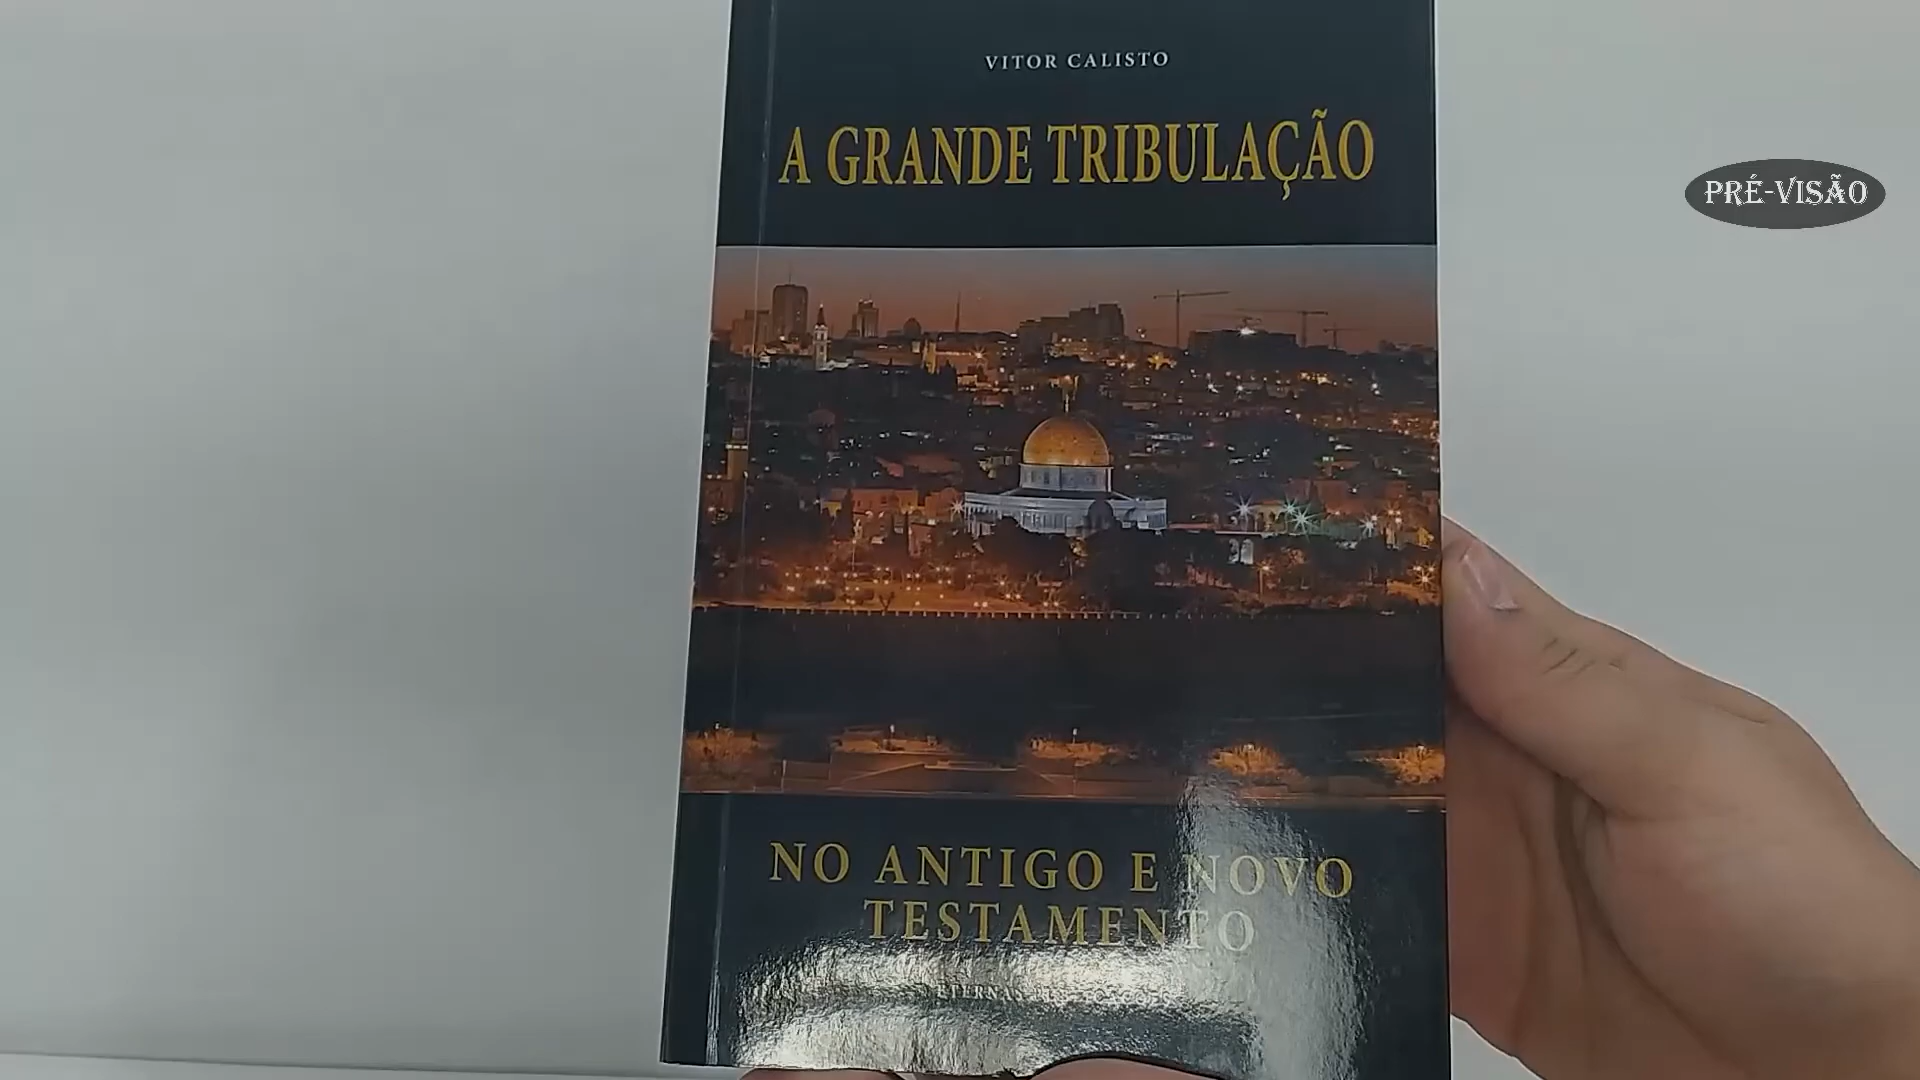 VITOR CALISTO
A GRANDE TRIBULAÇÃO
PRÉ-VISÃO
NO ANTIGO E NOVO
TESTAMENTO